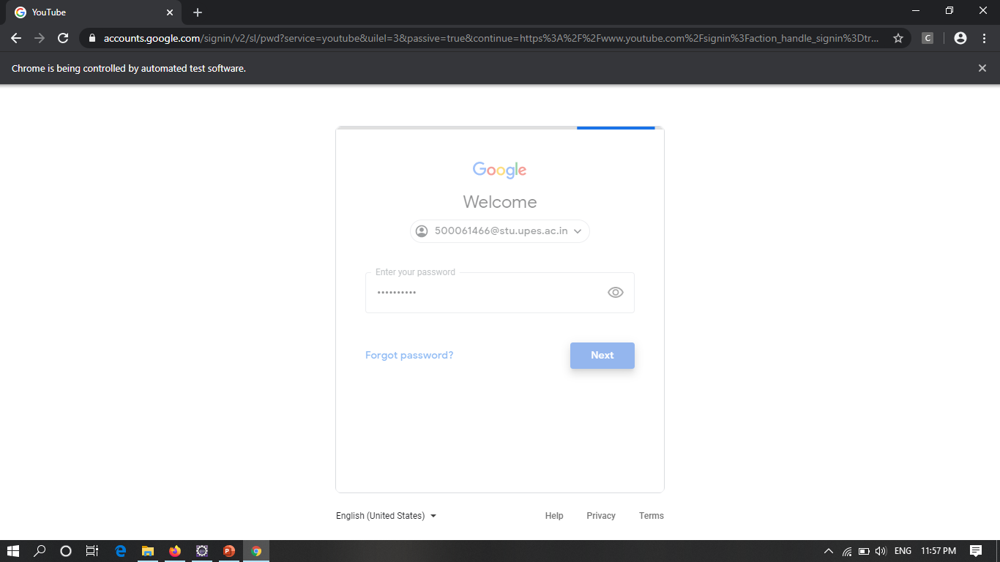 YouTube
accounts.google.com/signin/v2/sl/pwd?service=youtube&uilel=3&passive=true&continue=https%3A%2F%2Fwww.youtube.com%2Fsignin%3Faction_handle_signin%3Dtr...
C
Chrome is being controlled by automated test software.
Google
Welcome
500061466@stu.upes.ac.in
Enter your password
••••••••••
Forgot password?
Next
English (United States)
Help
Privacy
Terms
ENG
11:57 PM